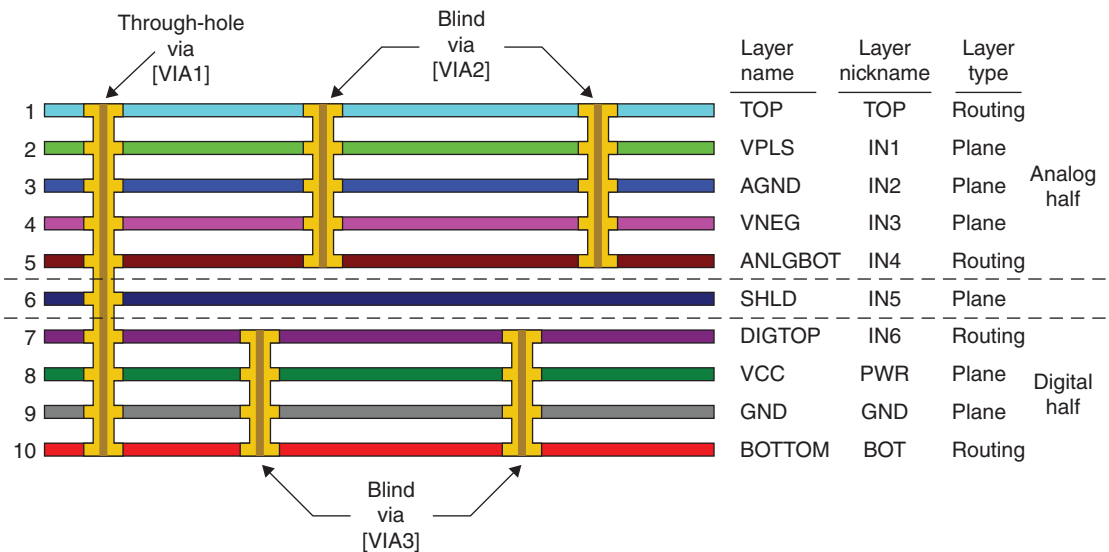 Through-hole
via
[VIA1]
Blind
via
[VIA2]
Layer name
Layer nickname
Layer type
1 TOP TOP Routing
2 VPLS IN1 Plane
3 AGND IN2 Plane
4 VNEG IN3 Plane
5 ANLGBOT IN4 Routing
Analog
half
6 SHLD IN5 Plane
7 DIGTOP IN6 Routing
8 VCC PWR Plane
9 GND GND Plane
10 BOTTOM BOT Routing
Digital
half
Blind
via
[VIA3]